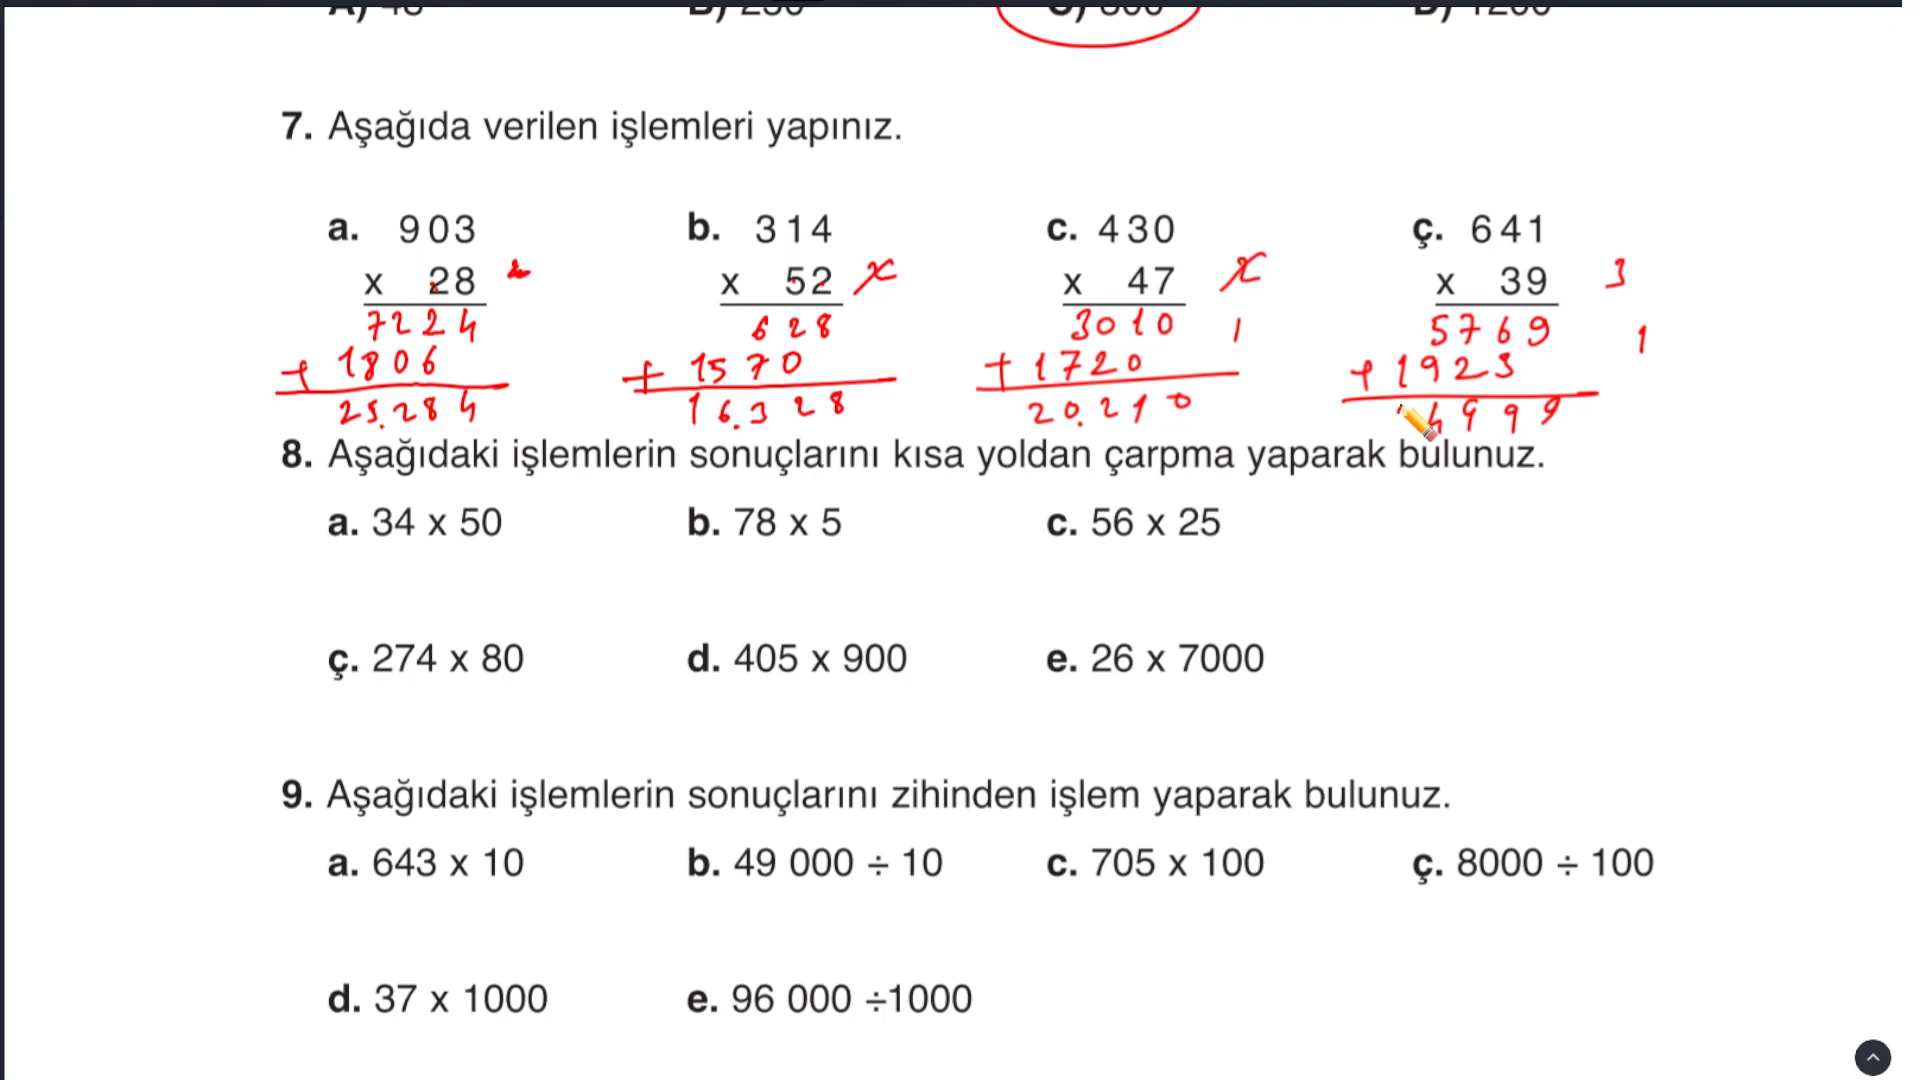 7. Aşağıda verilen işlemleri yapınız.
a. 903 b. 314 c. 430 ç. 641
x 28 x 52 x x 47 x x 39 3
7224 628 3010 1 5769 1
+ 1806 + 1570 + 1720 + 1923
25.284 16.328 20.210 4999
8. Aşağıdaki işlemlerin sonuçlarını kısa yoldan çarpma yaparak bulunuz.
a. 34 x 50 b. 78 x 5 c. 56 x 25
ç. 274 x 80 d. 405 x 900 e. 26 x 7000
9. Aşağıdaki işlemlerin sonuçlarını zihinden işlem yaparak bulunuz.
a. 643 x 10 b. 49 000 ÷ 10 c. 705 x 100 ç. 8000 ÷ 100
d. 37 x 1000 e. 96 000 ÷1000